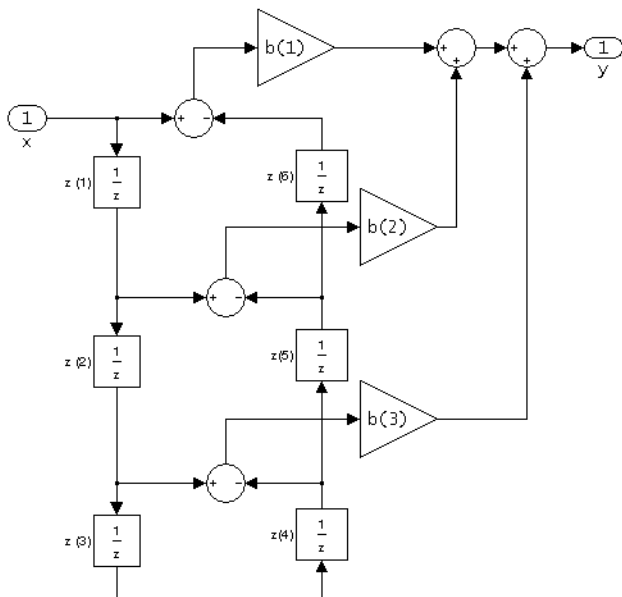 b(1)
+
+
+
+
1
y
1
x
+
-
z (1)
1
z
z (6)
1
z
b(2)
+
-
z (2)
1
z
z (5)
1
z
b(3)
+
-
z (3)
1
z
z (4)
1
z